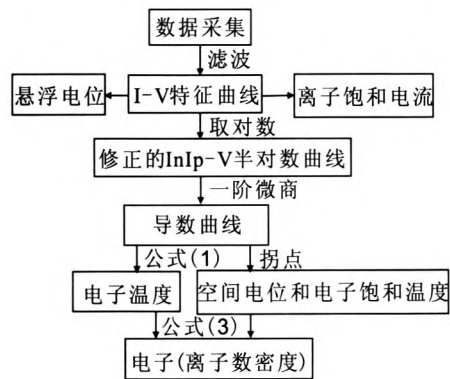 数据采集
滤波
悬浮电位
I-V特征曲线
离子饱和电流
取对数
修正的InIp-V半对数曲线
一阶微商
导数曲线
公式(1)
拐点
电子温度
空间电位和电子饱和温度
公式(3)
电子(离子数密度)